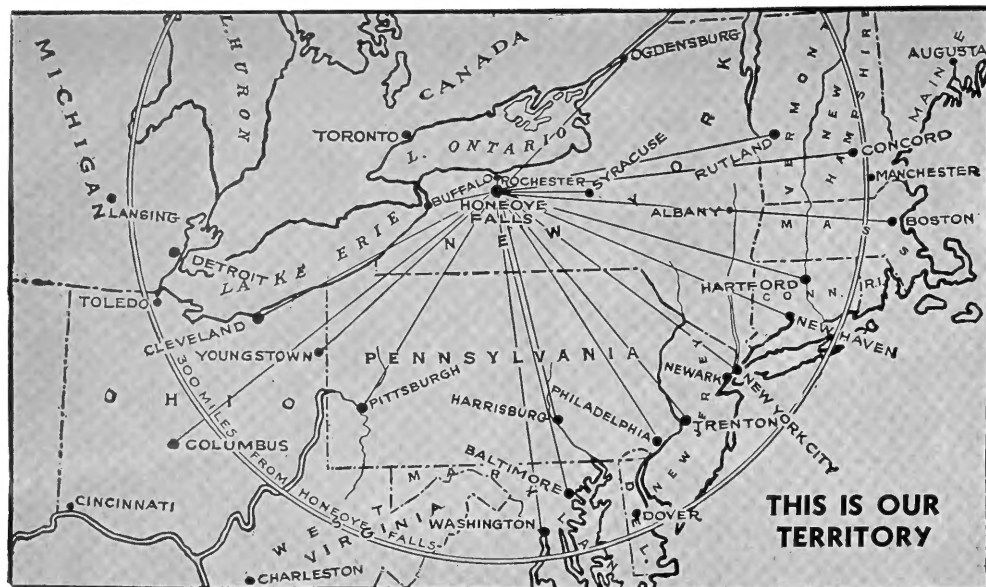 MICHIGAN
L. HURON
CANADA
OGDENSBURG
NEW YORK
VERMONT
NEW HAMPSHIRE
MAINE
AUGUSTA
TORONTO
L. ONTARIO
SYRACUSE
RUTLAND
CONCORD
MANCHESTER
BUFFALO
ROCHESTER
HONEOYE
FALLS
LANSING
ALBANY
MASS
BOSTON
DETROIT
LAKE ERIE
TOLEDO
HARTFORD
CONN.
R.I.
CLEVELAND
YOUNGSTOWN
PENNSYLVANIA
NEW HAVEN
NEWARK
NEW YORK CITY
OHIO
300 MILES FROM HONEOYE FALLS
PITTSBURGH
HARRISBURG
PHILADELPHIA
TRENTON
NEW JERSEY
COLUMBUS
BALTIMORE
MARYLAND
CINCINNATI
WEST
VIRGINIA
WASHINGTON
DOVER
DEL
CHARLESTON
THIS IS OUR
TERRITORY